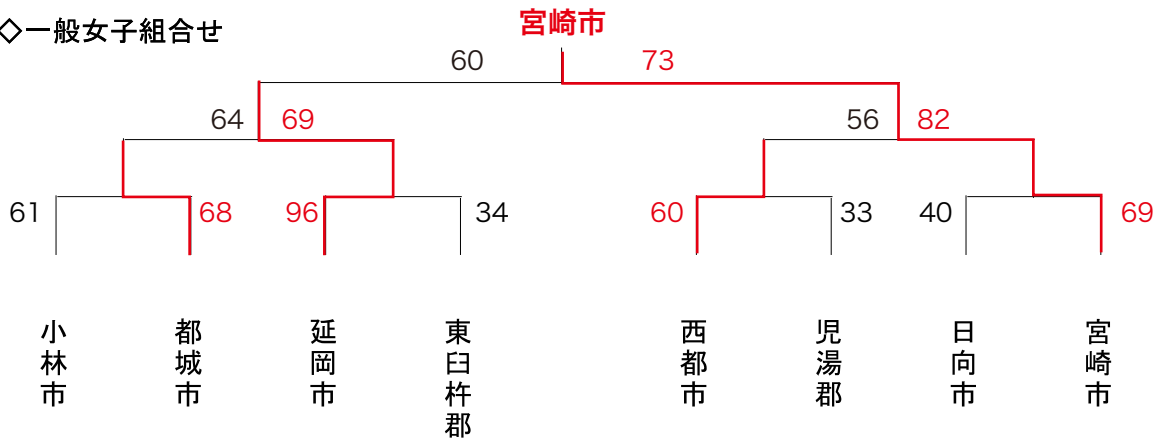 ◇一般女子組合せ
宮崎市
60 73
64 69 56 82
61 68 96 34 60 33 40 69
小林市
都城市
延岡市
東臼杵郡
西都市
児湯郡
日向市
宮崎市